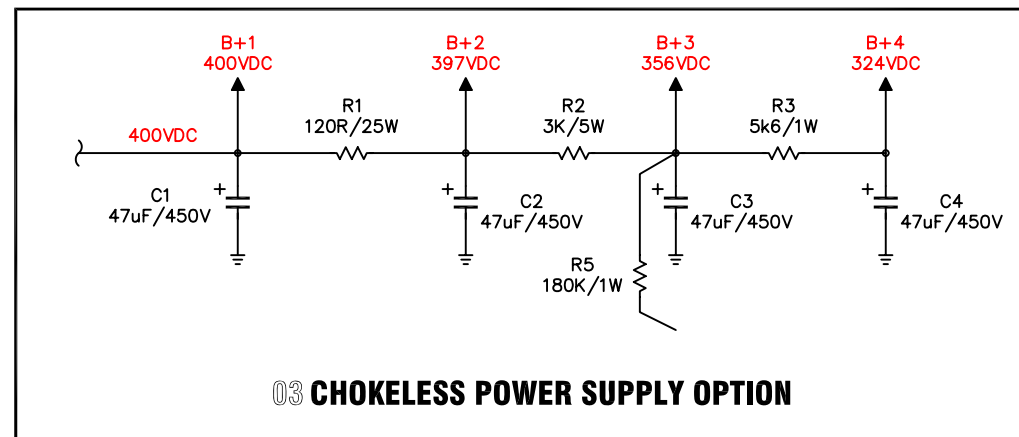 B+1
400VDC
B+2
397VDC
B+3
356VDC
B+4
324VDC
400VDC
R1
120R/25W
R2
3K/5W
R3
5k6/1W
+
C1
47uF/450V
+
C2
47uF/450V
+
C3
47uF/450V
+
C4
47uF/450V
R5
180K/1W
03 CHOKELESS POWER SUPPLY OPTION